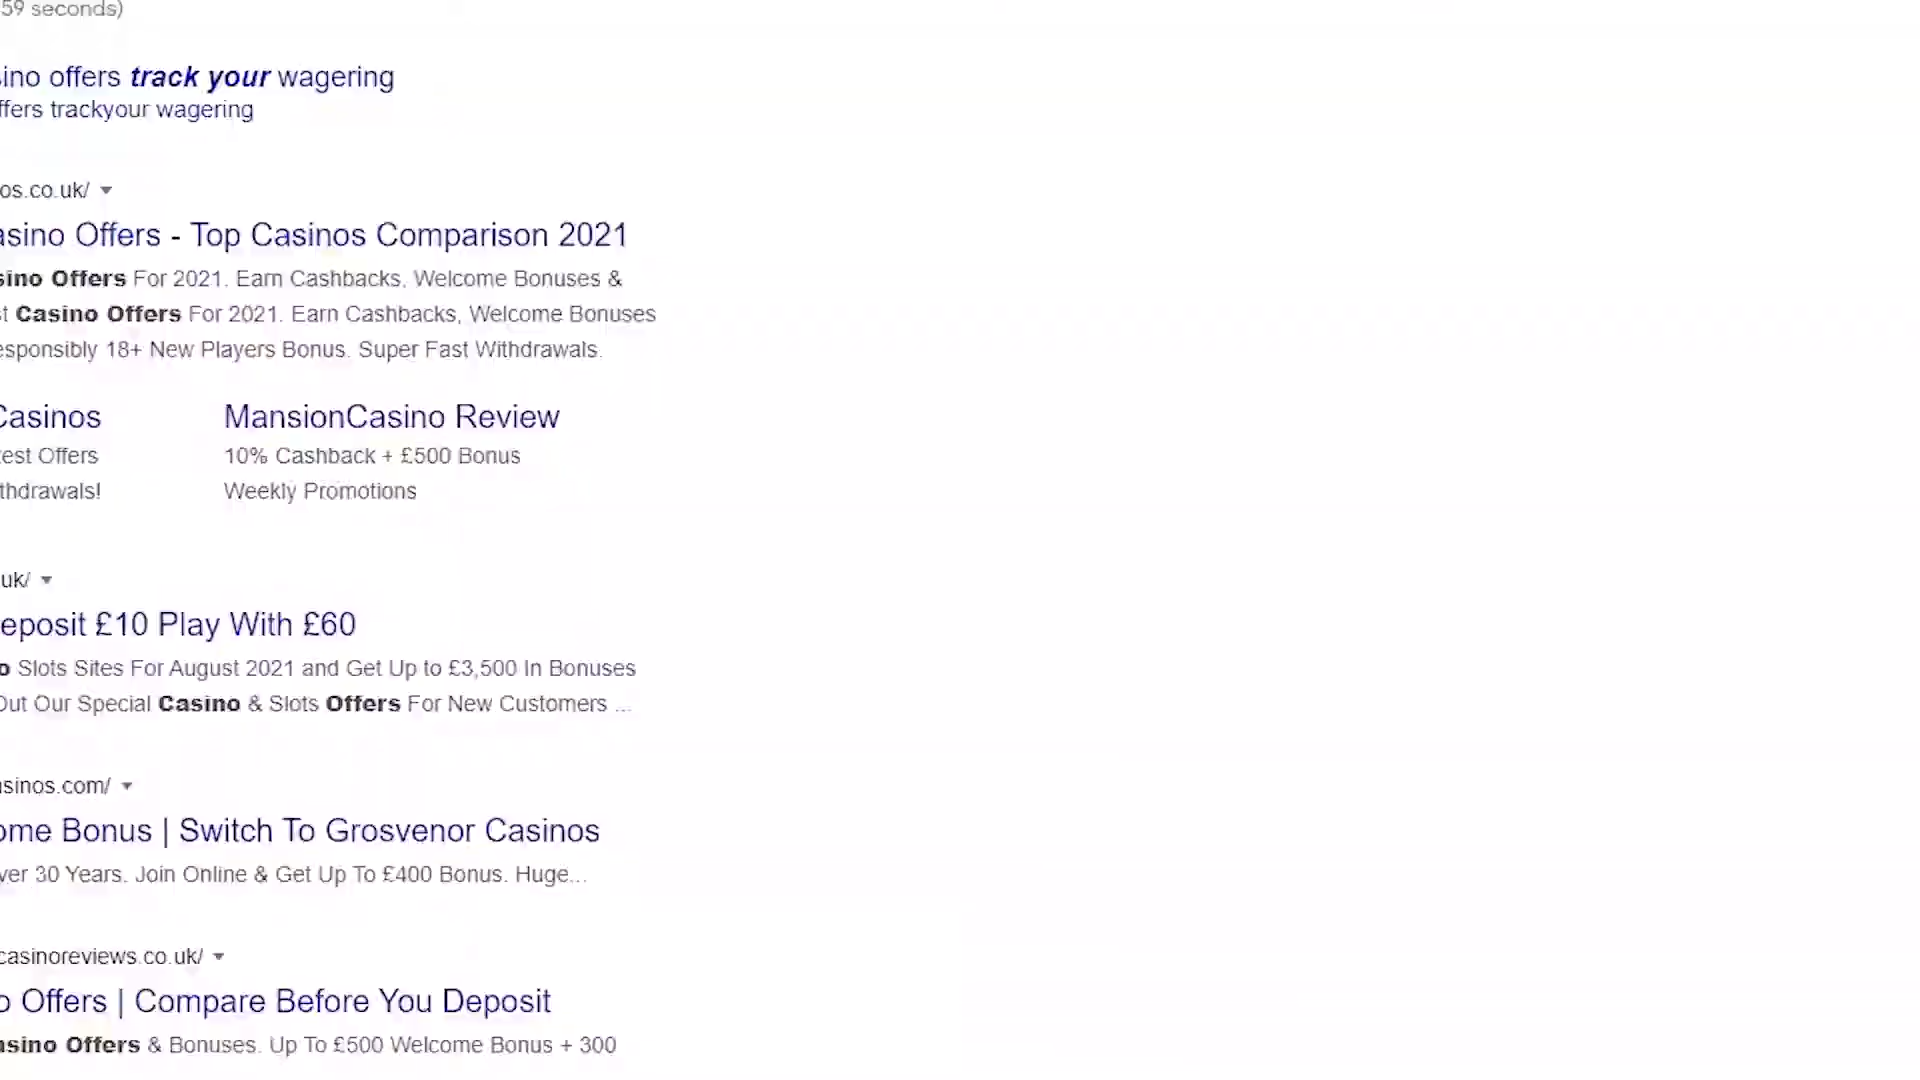 59 seconds)
ino offers track your wagering
ffers trackyour wagering
os.co.uk/
asino Offers - Top Casinos Comparison 2021
sino Offers For 2021. Earn Cashbacks, Welcome Bonuses &
st Casino Offers For 2021. Earn Cashbacks, Welcome Bonuses
esponsibly 18+ New Players Bonus. Super Fast Withdrawals.
Casinos
MansionCasino Review
test Offers
10% Cashback + £500 Bonus
thdrawals!
Weekly Promotions
uk/
eposit £10 Play With £60
o Slots Sites For August 2021 and Get Up to £3,500 In Bonuses
Out Our Special Casino & Slots Offers For New Customers ...
asinos.com/
ome Bonus | Switch To Grosvenor Casinos
ver 30 Years. Join Online & Get Up To £400 Bonus. Huge...
casinoreviews.co.uk/
o Offers | Compare Before You Deposit
asino Offers & Bonuses. Up To £500 Welcome Bonus + 300